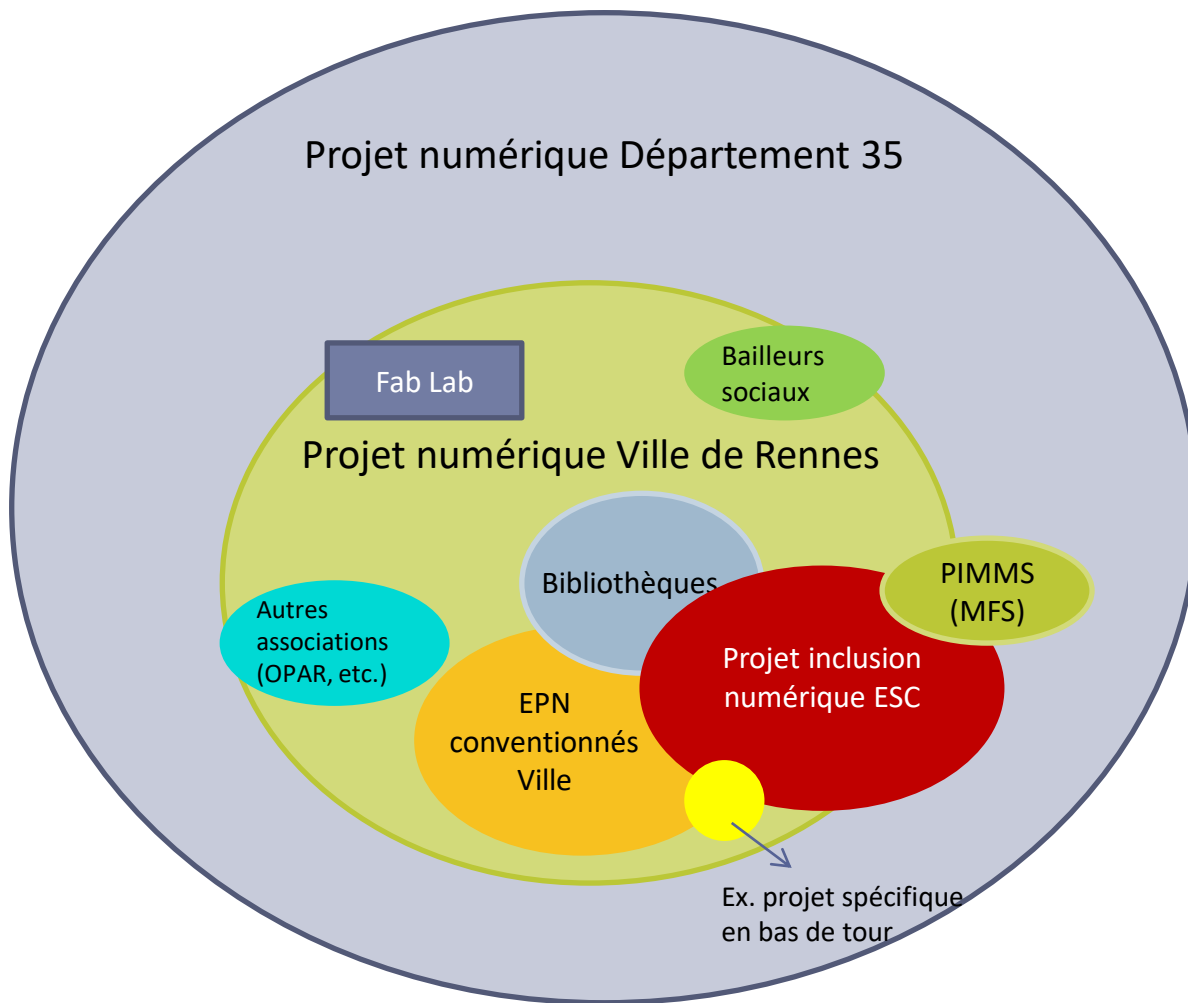 Projet numérique Département 35
Fab Lab
Bailleurs
sociaux
Projet numérique Ville de Rennes
Bibliothèques
PIMMS
(MFS)
Autres
associations
(OPAR, etc.)
Projet inclusion
numérique ESC
EPN
conventionnés
Ville
Ex. projet spécifique
en bas de tour